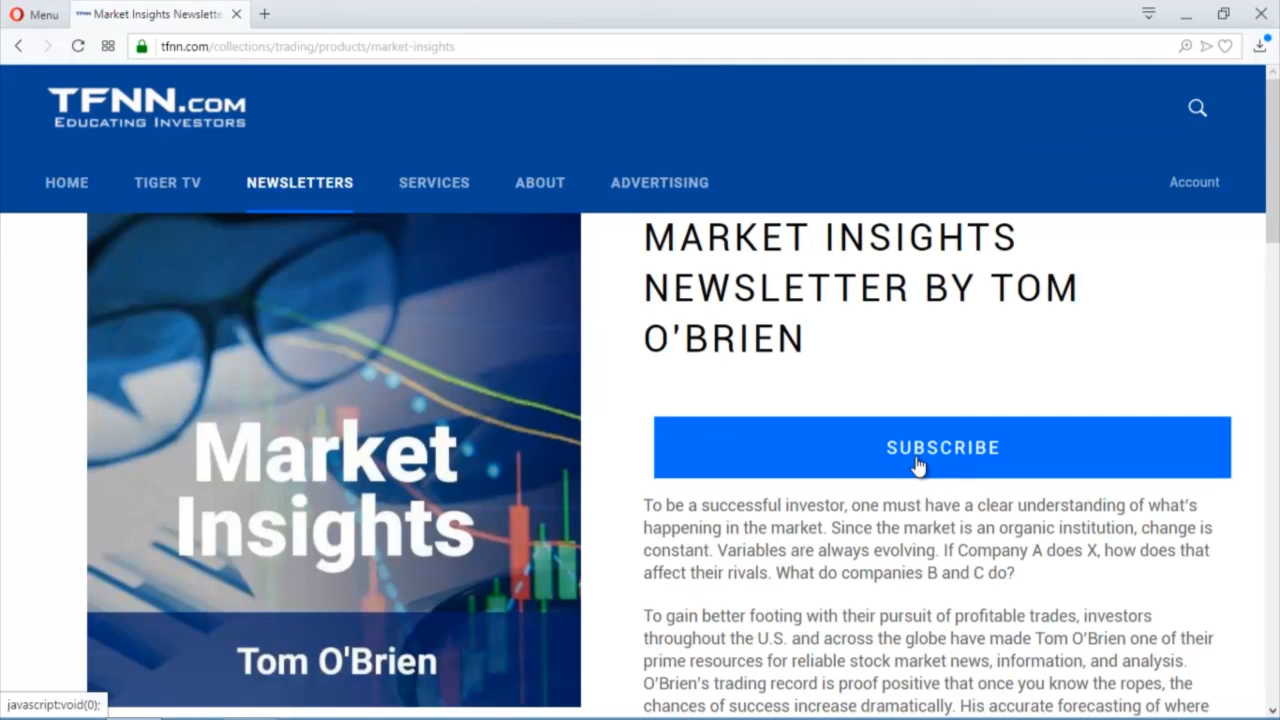 Menu
TFNN Market Insights Newslette
tfnn.com/collections/trading/products/market-insights
TFNN.COM
EDUCATING INVESTORS
HOME TIGER TV NEWSLETTERS SERVICES ABOUT ADVERTISING Account
MARKET INSIGHTS
NEWSLETTER BY TOM
O'BRIEN
Market
Insights
Tom O'Brien
SUBSCRIBE
To be a successful investor, one must have a clear understanding of what's
happening in the market. Since the market is an organic institution, change is
constant. Variables are always evolving. If Company A does X, how does that
affect their rivals. What do companies B and C do?
To gain better footing with their pursuit of profitable trades, investors
throughout the U.S. and across the globe have made Tom O'Brien one of their
prime resources for reliable stock market news, information, and analysis.
O'Brien's trading record is proof positive that once you know the ropes, the
chances of success increase dramatically. His accurate forecasting of where
javascript:void(0);